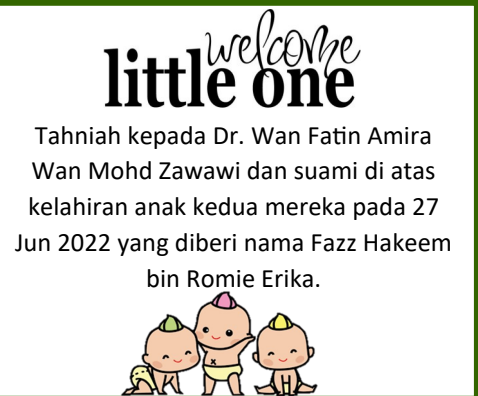 welcome
little one
Tahniah kepada Dr. Wan Fatin Amira
Wan Mohd Zawawi dan suami di atas
kelahiran anak kedua mereka pada 27
Jun 2022 yang diberi nama Fazz Hakeem
bin Romie Erika.